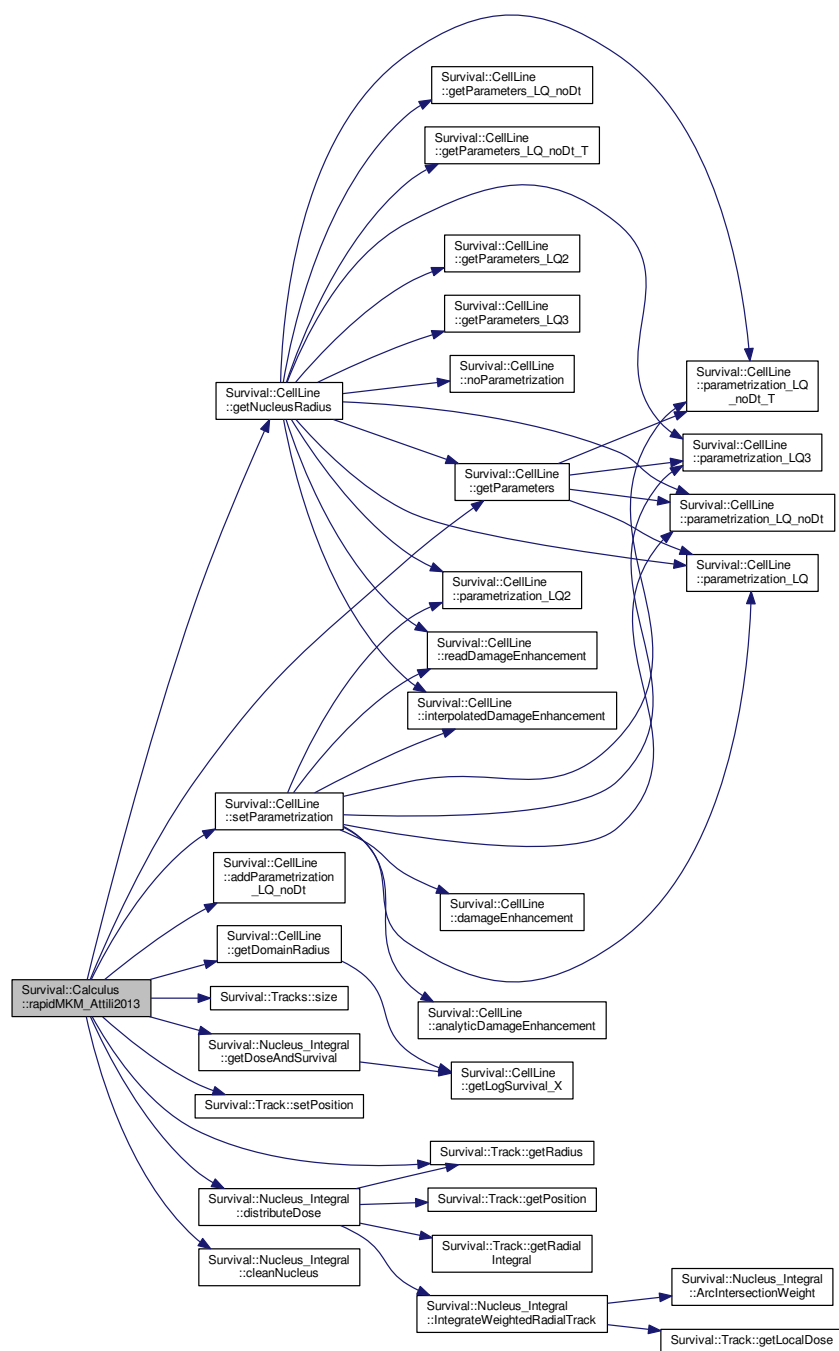 Survival::CellLine
::getParameters_LQ_noDt
Survival::CellLine
::getParameters_LQ_noDt_T
Survival::CellLine
::getParameters_LQ2
Survival::CellLine
::getParameters_LQ3
Survival::CellLine
::noParametrization
Survival::CellLine
::getNucleusRadius
Survival::CellLine
::parametrization_LQ
_noDt_T
Survival::CellLine
::parametrization_LQ3
Survival::CellLine
::getParameters
Survival::CellLine
::parametrization_LQ_noDt
Survival::CellLine
::parametrization_LQ
Survival::CellLine
::parametrization_LQ2
Survival::CellLine
::readDamageEnhancement
Survival::CellLine
::interpolatedDamageEnhancement
Survival::CellLine
::setParametrization
Survival::CellLine
::addParametrization
_LQ_noDt
Survival::CellLine
::damageEnhancement
Survival::CellLine
::getDomainRadius
Survival::Calculus
::rapidMKM_Attili2013
Survival::Tracks::size
Survival::CellLine
::analyticDamageEnhancement
Survival::Nucleus_Integral
::getDoseAndSurvival
Survival::CellLine
::getLogSurvival_X
Survival::Track::setPosition
Survival::Track::getRadius
Survival::Nucleus_Integral
::distributeDose
Survival::Track::getPosition
Survival::Track::getRadial
Integral
Survival::Nucleus_Integral
::cleanNucleus
Survival::Nucleus_Integral
::IntegrateWeightedRadialTrack
Survival::Nucleus_Integral
::ArcIntersectionWeight
Survival::Track::getLocalDose